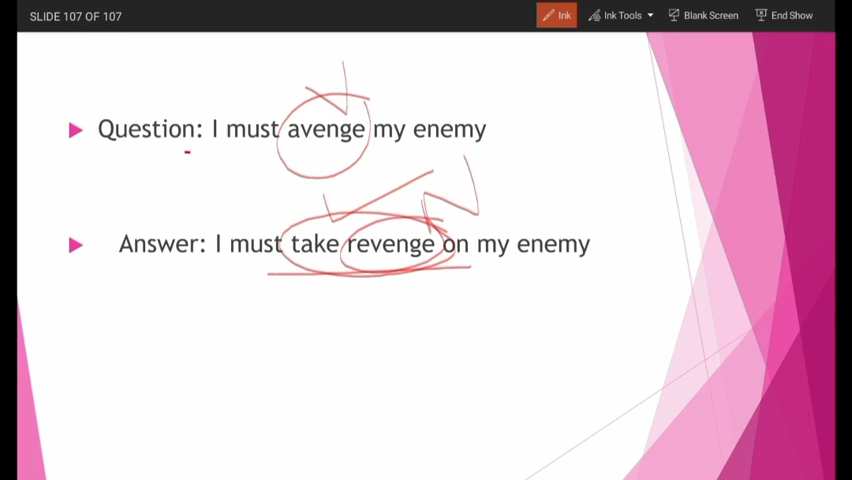 SLIDE 107 OF 107
Ink
Ink Tools
Blank Screen
End Show
Question: I must avenge my enemy
Answer: I must take revenge on my enemy